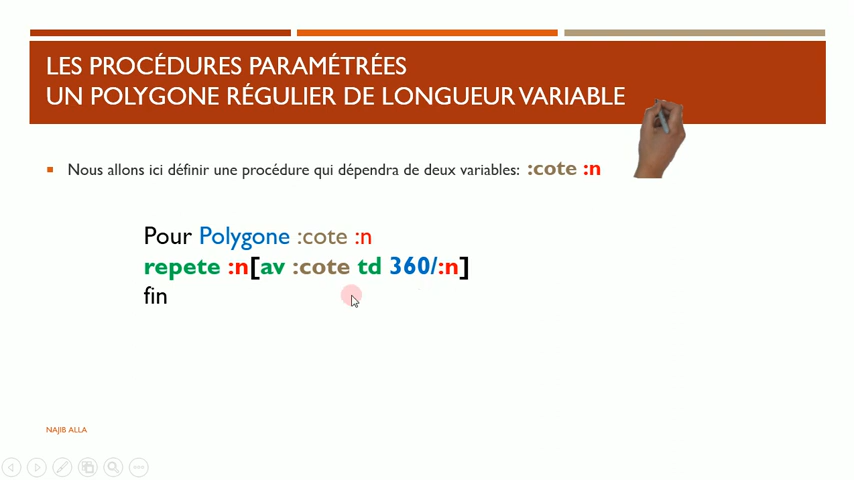 LES PROCÉDURES PARAMÉTRÉES
UN POLYGONE RÉGULIER DE LONGUEUR VARIABLE
Nous allons ici définir une procédure qui dépendra de deux variables: :cote :n
Pour Polygone :cote :n
repete :n[av :cote td 360/:n]
fin
NAJIB ALLA